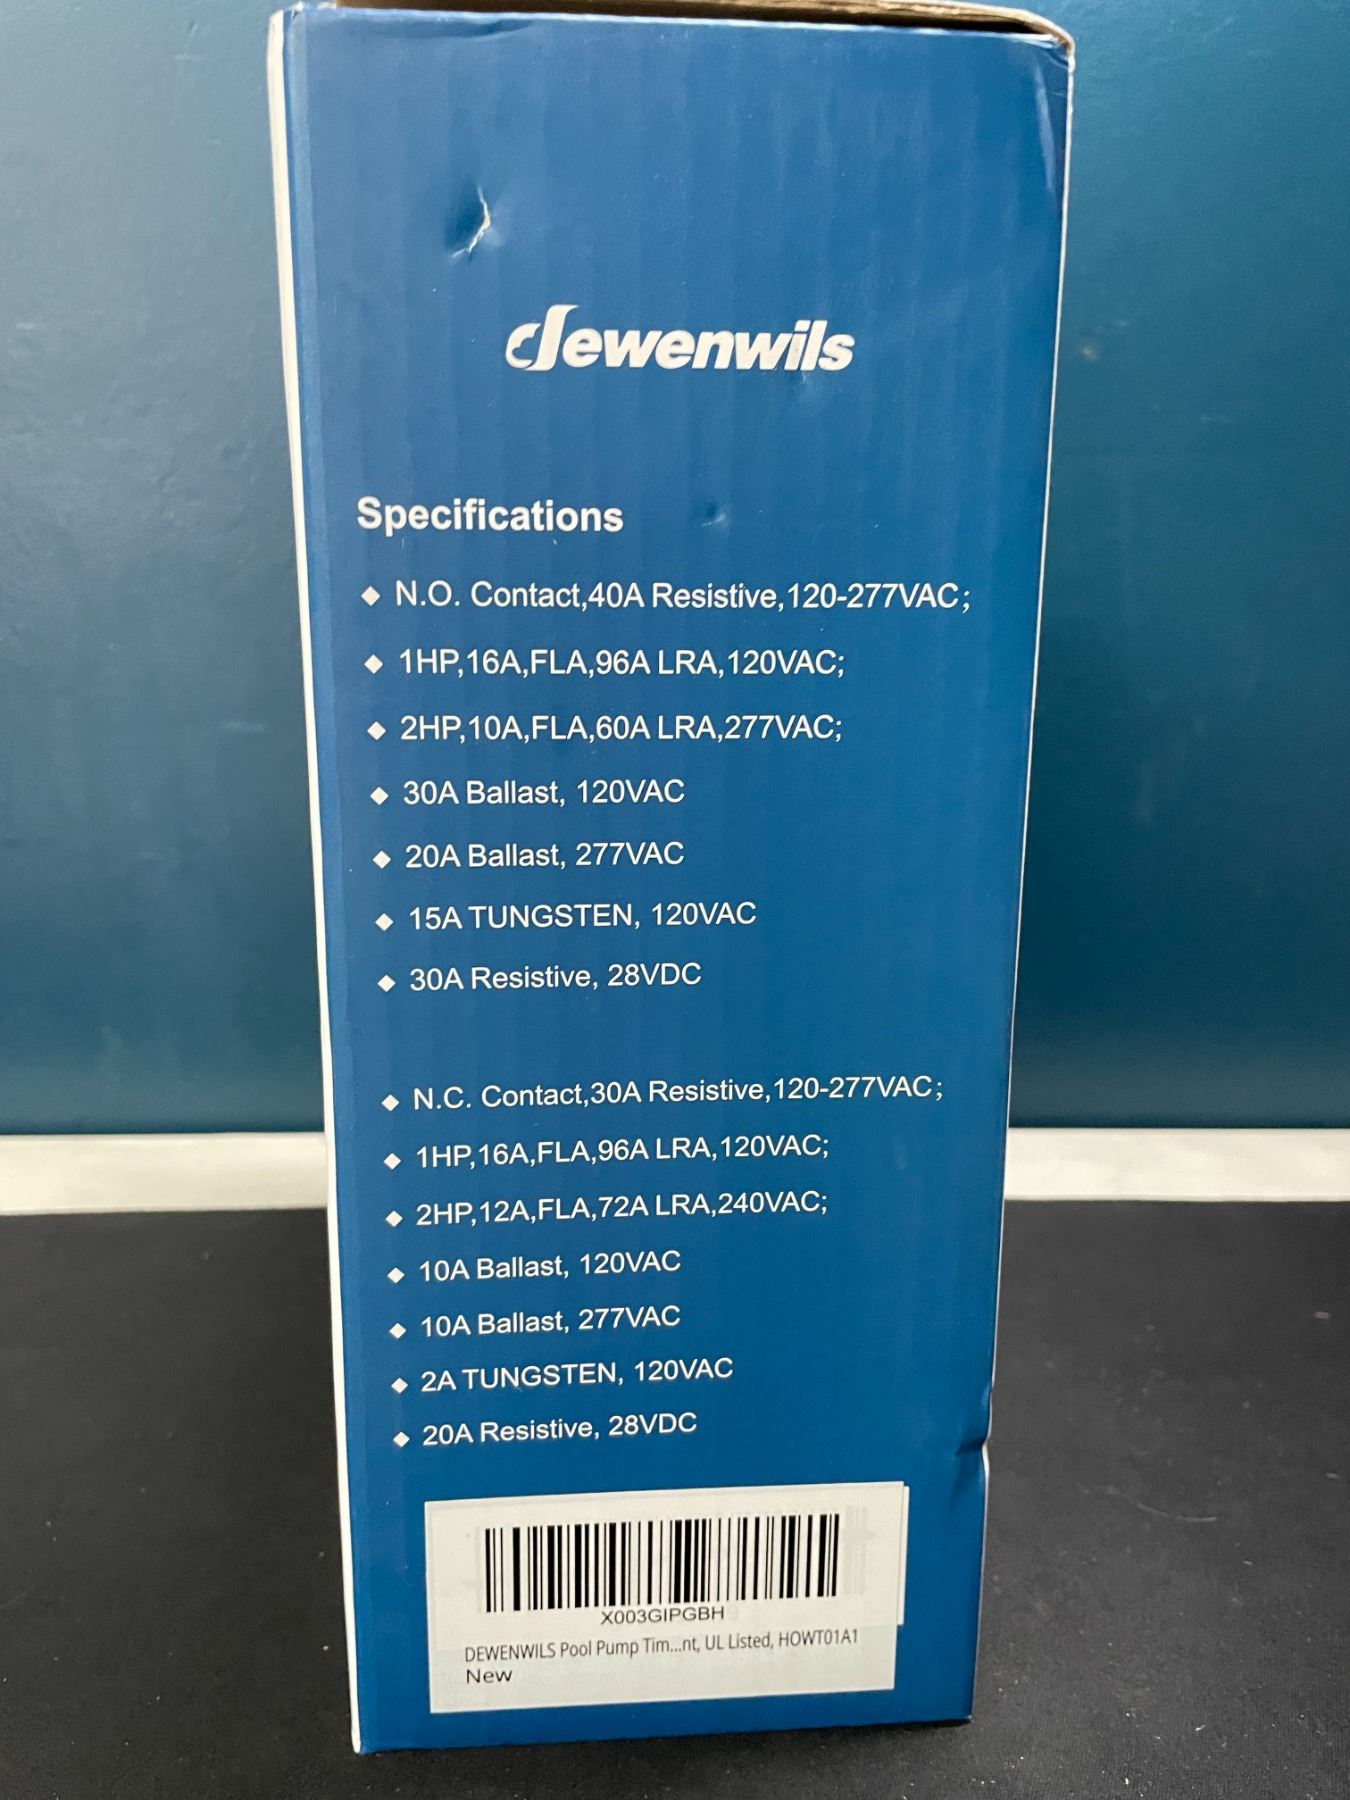 dewenwils
Specifications
◆ N.O. Contact,40A Resistive,120-277VAC;
◆ 1HP,16A,FLA,96A LRA,120VAC;
◆ 2HP,10A,FLA,60A LRA,277VAC;
◆ 30A Ballast, 120VAC
◆ 20A Ballast, 277VAC
◆ 15A TUNGSTEN, 120VAC
◆ 30A Resistive, 28VDC
◆ N.C. Contact,30A Resistive,120-277VAC;
◆ 1HP,16A,FLA,96A LRA,120VAC;
◆ 2HP,12A,FLA,72A LRA,240VAC;
◆ 10A Ballast, 120VAC
◆ 10A Ballast, 277VAC
◆ 2A TUNGSTEN, 120VAC
◆ 20A Resistive, 28VDC
X003GIPGBH
DEWENWILS Pool Pump Tim...nt, UL Listed, HOWT01A1
New